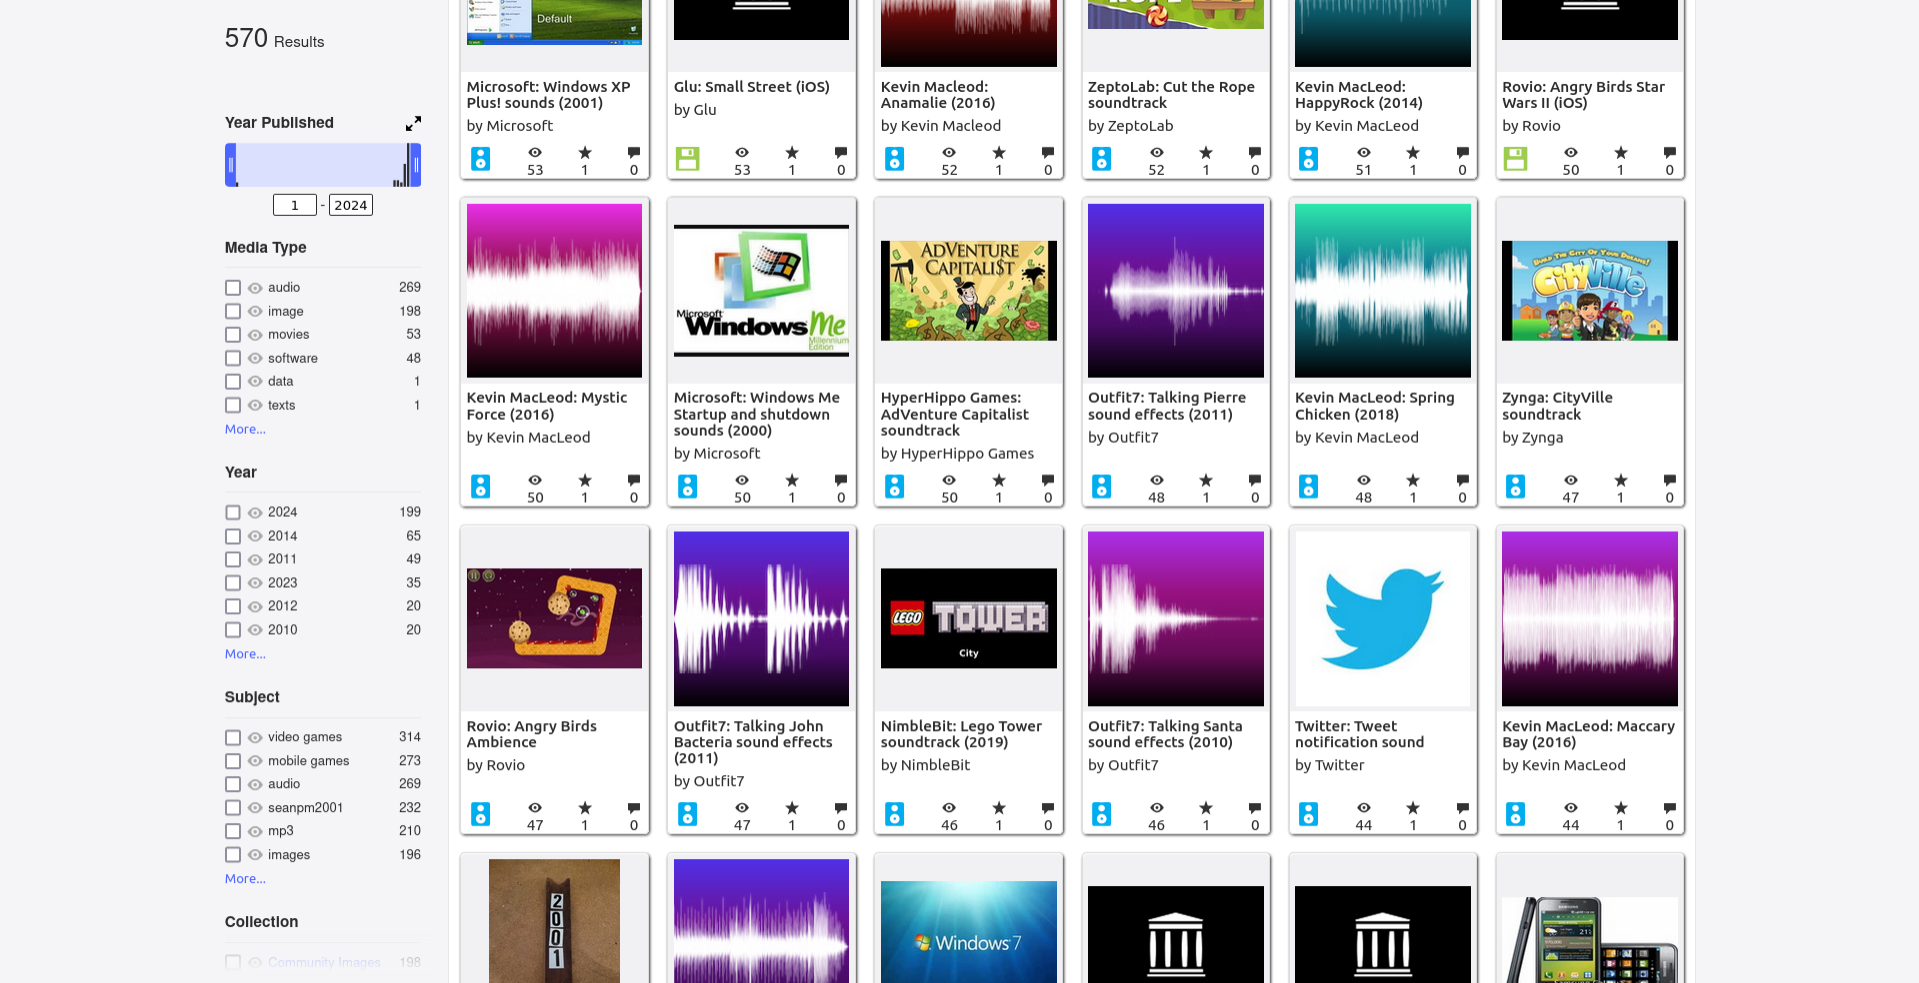 570 Results
Year Published
1 - 2024
Media Type
audio 269
image 198
movies 53
software 48
data 1
texts 1
More...
Year
2024 199
2014 65
2011 49
2023 35
2012 20
2010 20
More...
Subject
video games 314
mobile games 273
audio 269
seanpm2001 232
mp3 210
images 196
More...
Collection
Community Images 198
Default
Microsoft: Windows XP
Plus! sounds (2001)
by Microsoft
53 1 0
Glu: Small Street (iOS)
by Glu
53 1 0
Kevin Macleod:
Anamalie (2016)
by Kevin Macleod
52 1 0
ZeptoLab: Cut the Rope
soundtrack
by ZeptoLab
52 1 0
Kevin MacLeod:
HappyRock (2014)
by Kevin MacLeod
51 1 0
Rovio: Angry Birds Star
Wars II (iOS)
by Rovio
50 1 0
Kevin MacLeod: Mystic
Force (2016)
by Kevin MacLeod
50 1 0
Microsoft
Windows Me
Millennium
Edition
Microsoft: Windows Me
Startup and shutdown
sounds (2000)
by Microsoft
50 1 0
ADVENTURE
CAPITALI$T
HyperHippo Games:
AdVenture Capitalist
soundtrack
by HyperHippo Games
50 1 0
Outfit7: Talking Pierre
sound effects (2011)
by Outfit7
48 1 0
Kevin MacLeod: Spring
Chicken (2018)
by Kevin MacLeod
48 1 0
BUILD THE CITY OF YOUR DREAMS!
CityVille
Zynga: CityVille
soundtrack
by Zynga
47 1 0
Rovio: Angry Birds
Ambience
by Rovio
47 1 0
Outfit7: Talking John
Bacteria sound effects
(2011)
by Outfit7
47 1 0
LEGO TOWER
City
NimbleBit: Lego Tower
soundtrack (2019)
by NimbleBit
46 1 0
Outfit7: Talking Santa
sound effects (2010)
by Outfit7
46 1 0
Twitter: Tweet
notification sound
by Twitter
44 1 0
Kevin MacLeod: Maccary
Bay (2016)
by Kevin MacLeod
44 1 0
2001
Windows 7